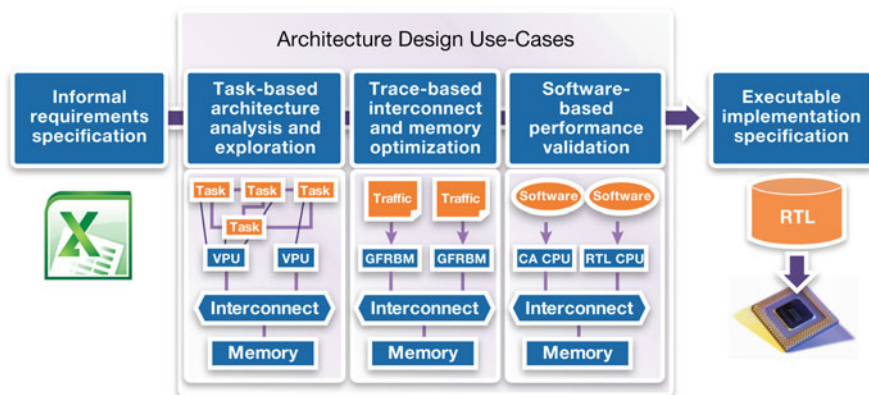 Architecture Design Use-Cases
Informal
requirements
specification
Task-based
architecture
analysis and
exploration
Trace-based
interconnect
and memory
optimization
Software-
based
performance
validation
Executable
implementation
specification
X
Task
Task
Task
Task
VPU
VPU
Interconnect
Memory
Traffic
Traffic
GFRBM
GFRBM
Interconnect
Memory
Software
Software
CA CPU
RTL CPU
Interconnect
Memory
RTL